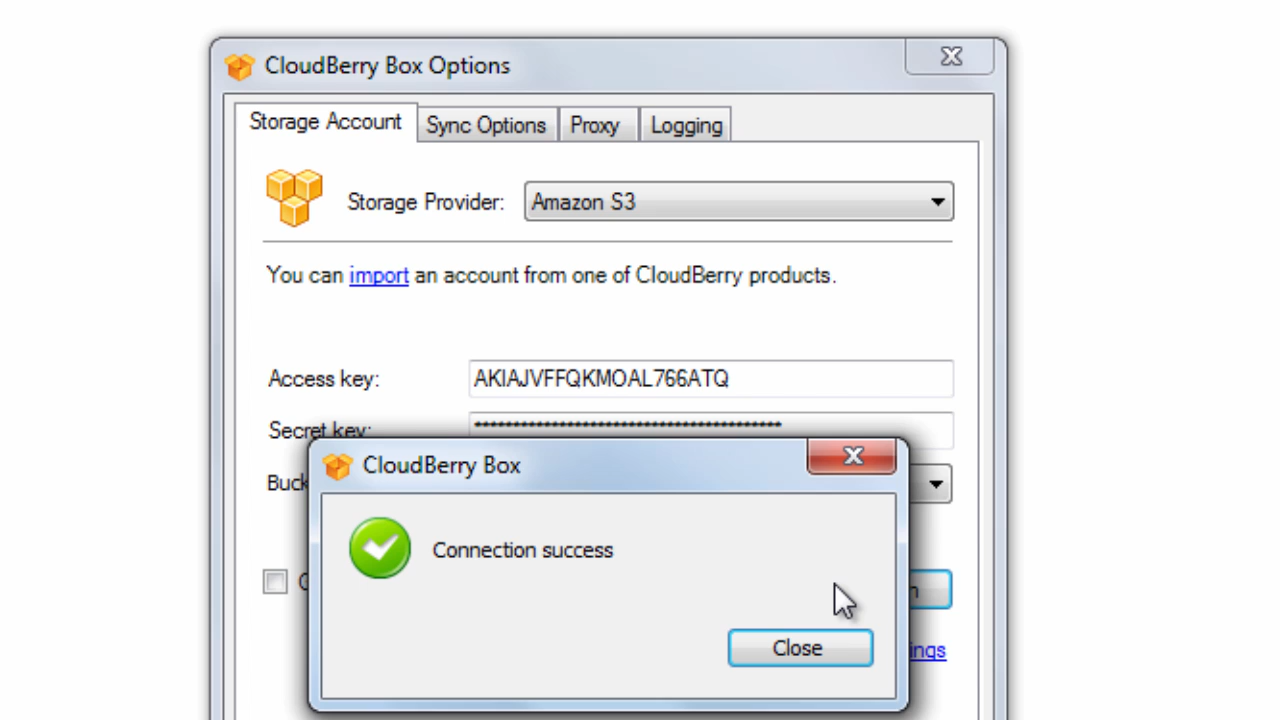 CloudBerry Box Options
Storage Account
Sync Options
Proxy
Logging
Storage Provider:
Amazon S3
You can import an account from one of CloudBerry products.
Access key:
AKIAJVFFQKMOAL766ATQ
Secret key:
****************************************
CloudBerry Box
Connection success
Close